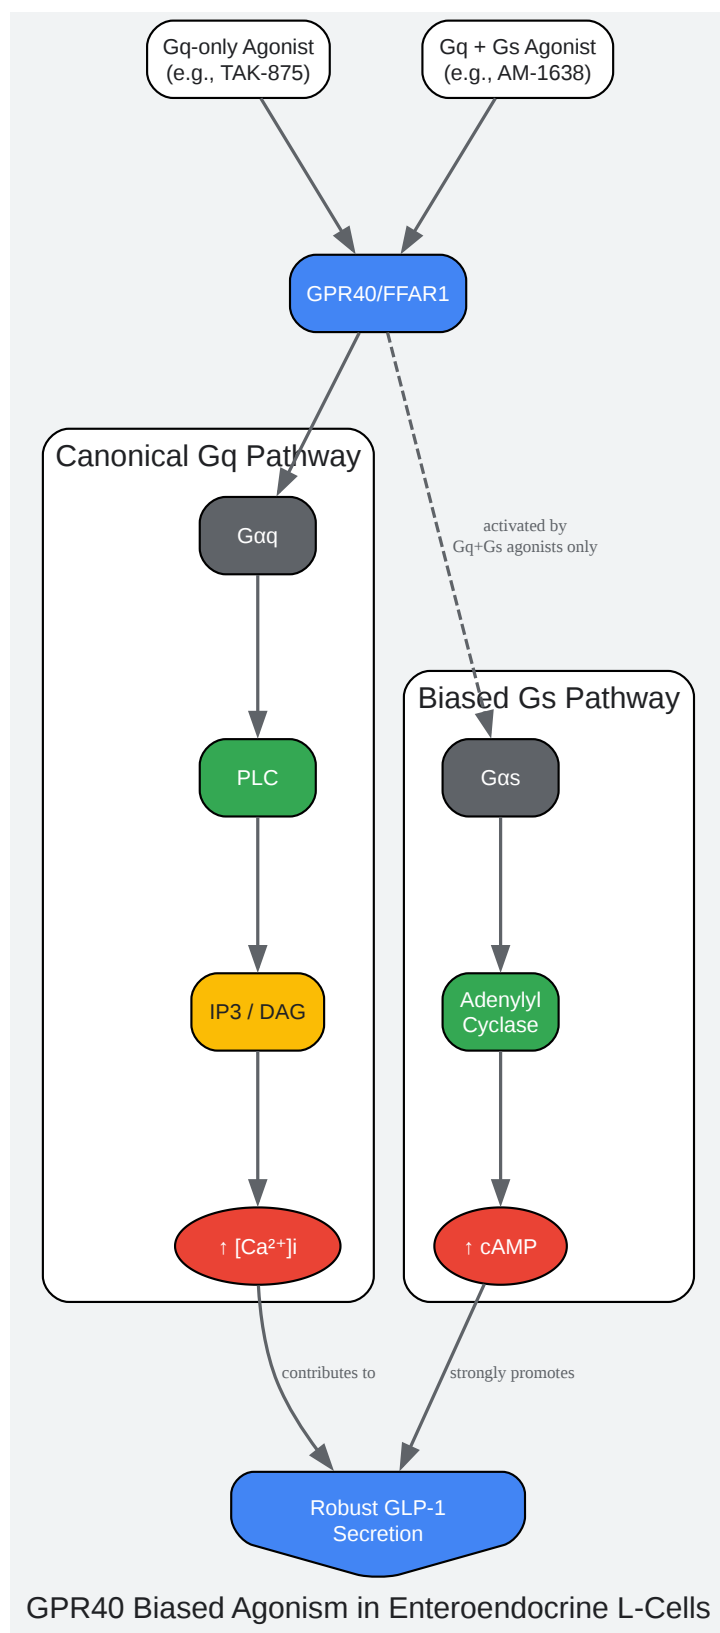 Gq-only Agonist
(e.g., TAK-875)
Gq + Gs Agonist
(e.g., AM-1638)
GPR40/FFAR1
Canonical Gq Pathway
Gαq
activated by
Gq+Gs agonists only
Biased Gs Pathway
PLC
Gαs
IP3 / DAG
Adenylyl
Cyclase
↑ [Ca²⁺]i
↑ cAMP
contributes to
strongly promotes
Robust GLP-1
Secretion
GPR40 Biased Agonism in Enteroendocrine L-Cells